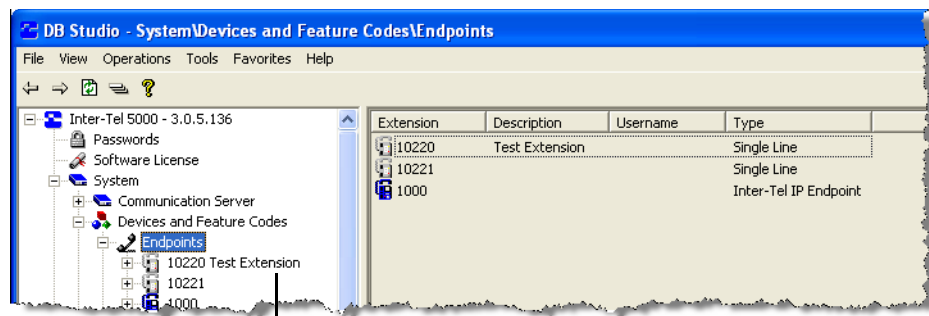 DB Studio - System\Devices and Feature Codes\Endpoints
File View Operations Tools Favorites Help
Inter-Tel 5000 - 3.0.5.136
Passwords
Software License
System
Communication Server
Devices and Feature Codes
Endpoints
10220 Test Extension
10221
1000
Extension Description Username Type
10220 Test Extension Single Line
10221 Single Line
1000 Inter-Tel IP Endpoint